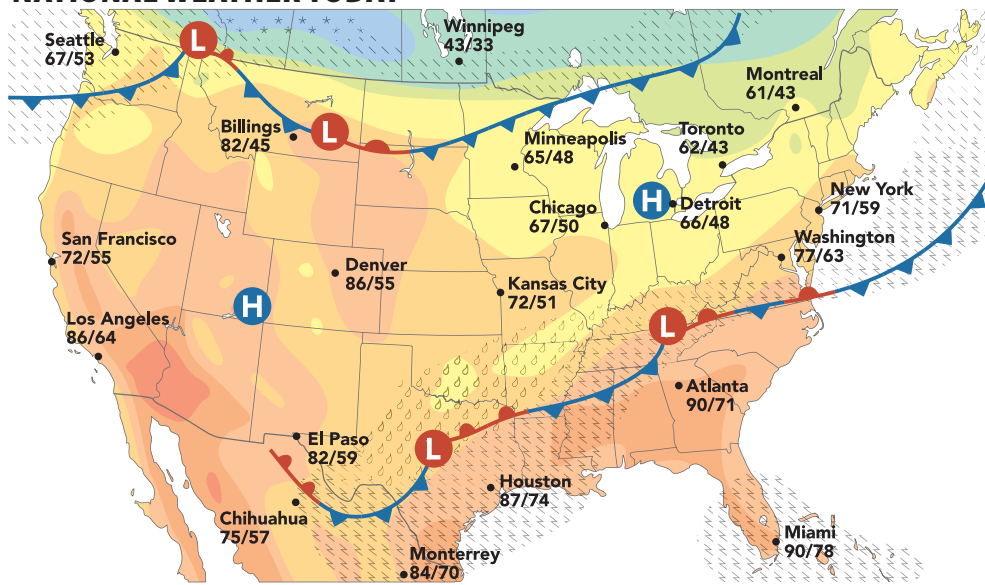 NATIONAL WEATHER TODAY
Seattle
67/53
L
Winnipeg
43/33
Montreal
61/43
Billings
82/45
L
Minneapolis
65/48
Toronto
62/43
H
Detroit
66/48
Chicago
67/50
New York
71/59
San Francisco
72/55
Washington
77/63
Denver
86/55
Kansas City
72/51
H
Los Angeles
86/64
L
Atlanta
90/71
El Paso
82/59
L
Houston
87/74
Chihuahua
75/57
Miami
90/78
Monterrey
84/70